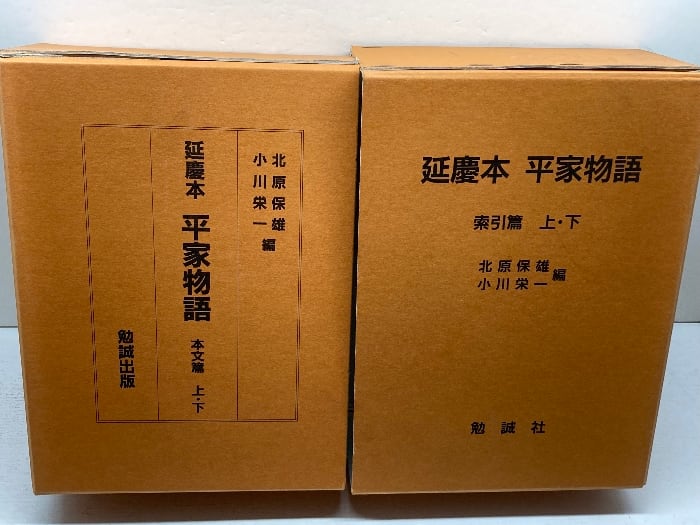 北原保雄
小川栄一
編
延慶本 平家物語 本文篇 上・下
勉誠出版
延慶本 平家物語
索引篇 上・下
北原保雄
小川栄一
編
勉誠社